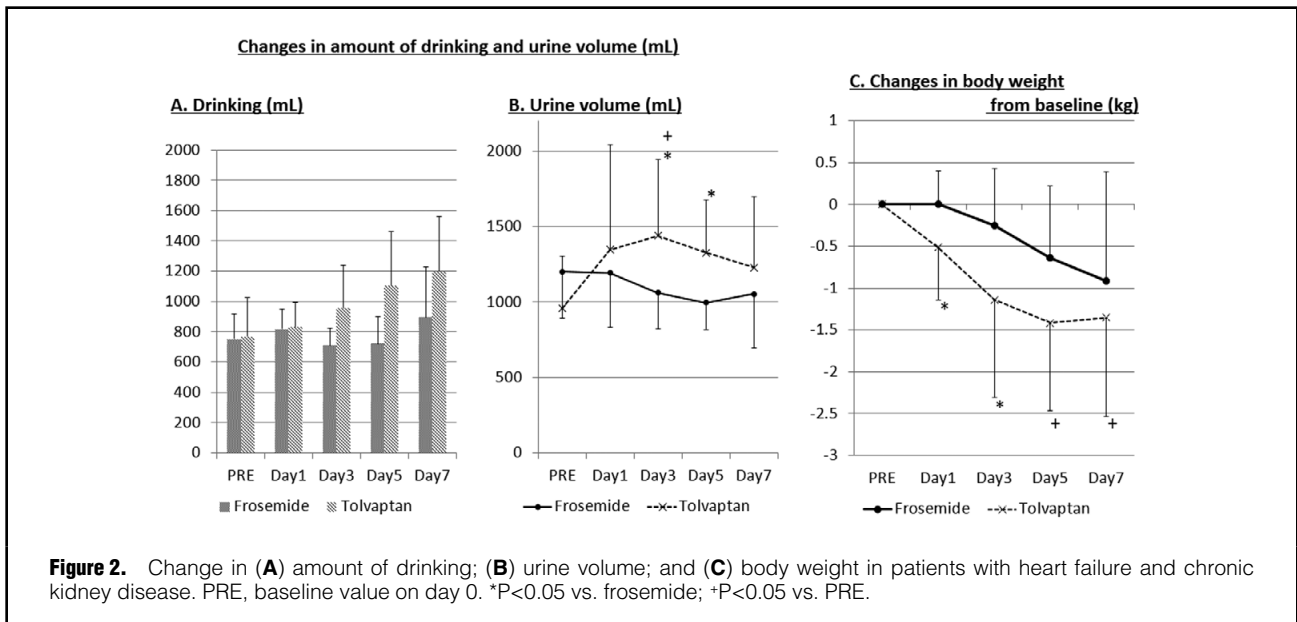 Changes in amount of drinking and urine volume (mL)
A. Drinking (mL)
2000
1800
1600
1400
1200
1000
800
600
400
200
0
PRE Day1 Day3 Day5 Day7
Frosemide Tolvaptan
B. Urine volume (mL)
2000
1500
1000
500
0
+
*
*
PRE Day1 Day3 Day5 Day7
Frosemide Tolvaptan
C. Changes in body weight
from baseline (kg)
1
0.5
0
-0.5
-1
-1.5
-2
-2.5
-3
*
*
+
+
PRE Day1 Day3 Day5 Day7
Frosemide Tolvaptan
Figure 2. Change in (A) amount of drinking; (B) urine volume; and (C) body weight in patients with heart failure and chronic
kidney disease. PRE, baseline value on day 0. *P<0.05 vs. frosemide; +P<0.05 vs. PRE.